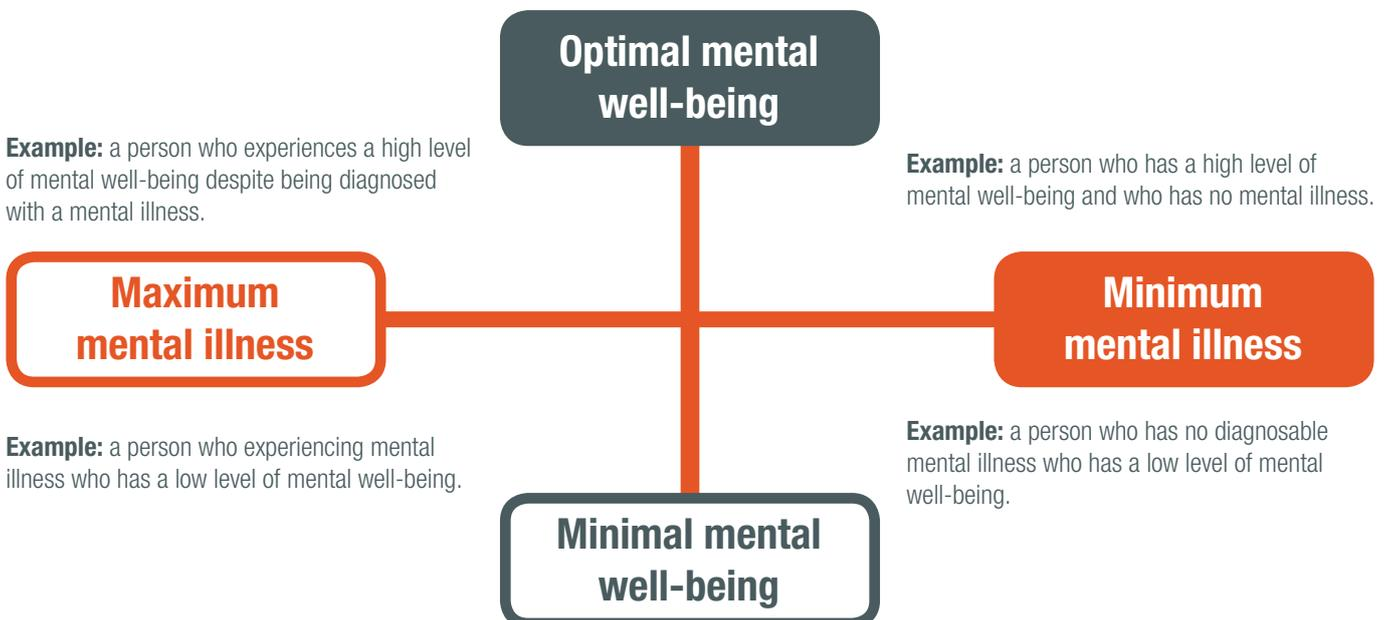 Optimal mental
well-being
Example: a person who experiences a high level
of mental well-being despite being diagnosed
with a mental illness.
Example: a person who has a high level of
mental well-being and who has no mental illness.
Maximum
mental illness
Minimum
mental illness
Example: a person who experiencing mental
illness who has a low level of mental well-being.
Example: a person who has no diagnosable
mental illness who has a low level of mental
well-being.
Minimal mental
well-being